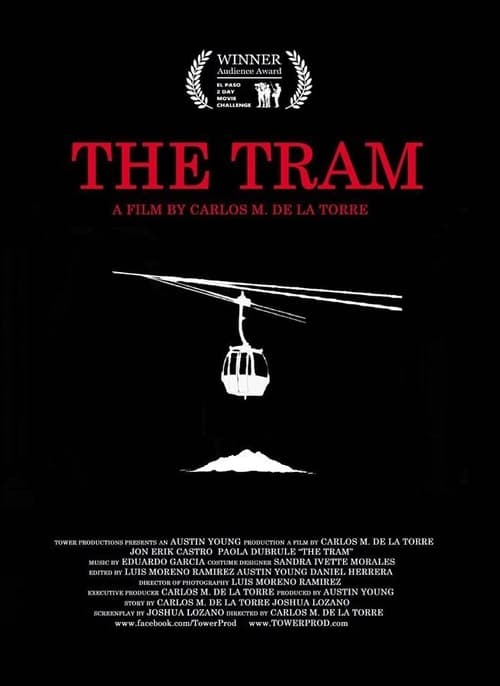 WINNER
Audience Award
EL PASO
2 DAY
MOVIE
CHALLENGE
THE TRAM
A FILM BY CARLOS M. DE LA TORRE
TOWER PRODUCTIONS PRESENTS AN AUSTIN YOUNG PRODUCTION A FILM BY CARLOS M. DE LA TORRE
JON ERIK CASTRO PAOLA DUBRULE "THE TRAM"
MUSIC BY EDUARDO GARCIA COSTUME DESIGNER SANDRA IVETTE MORALES
EDITED BY LUIS MORENO RAMIREZ AUSTIN YOUNG DANIEL HERRERA
DIRECTOR OF PHOTOGRAPHY LUIS MORENO RAMIREZ
EXECUTIVE PRODUCER CARLOS M. DE LA TORRE PRODUCED BY AUSTIN YOUNG
STORY BY CARLOS M. DE LA TORRE JOSHUA LOZANO
SCREENPLAY BY JOSHUA LOZANO DIRECTED BY CARLOS M. DE LA TORRE
www.facebook.com/TowerProd www.TOWERPROD.com